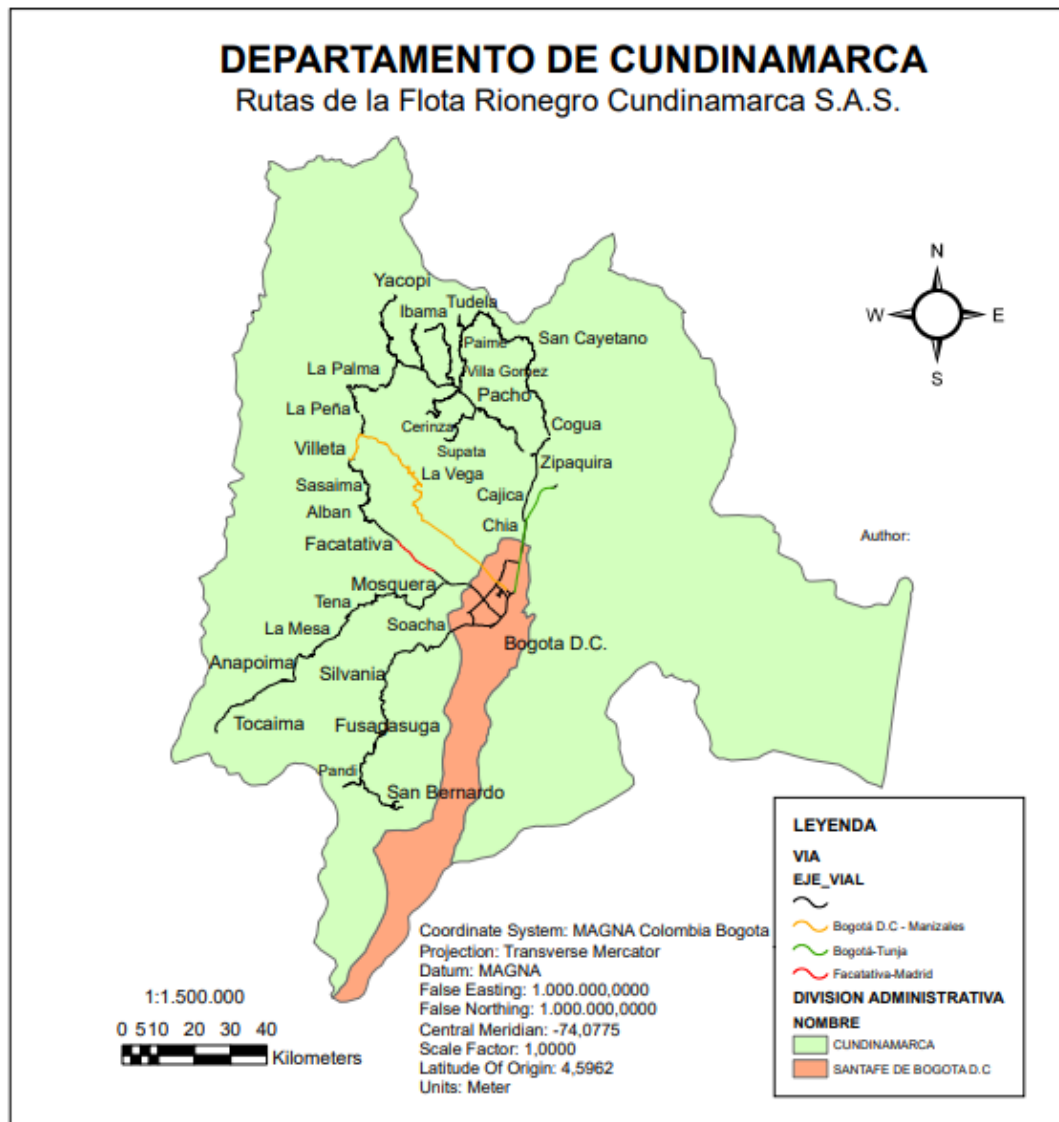 DEPARTAMENTO DE CUNDINAMARCA
Rutas de la Flota Rionegro Cundinamarca S.A.S.
N
W
E
S
Yacopi
Tudela
Ibama
Paime
San Cayetano
La Palma
Villa Gomez
Pacho
La Peña
Cerinza
Cogua
Villeta
Supata
Zipaquira
La Vega
Sasaima
Cajica
Alban
Chia
Facatativa
Author:
Mosquera
Tena
La Mesa
Soacha
Bogota D.C.
Anapoima
Silvania
Tocaima
Fusagasuga
Pandi
San Bernardo
LEYENDA
VIA
EJE_VIAL
Bogotá D.C - Manizales
Bogotá-Tunja
Facatativa-Madrid
DIVISION ADMINISTRATIVA
NOMBRE
CUNDINAMARCA
SANTAFE DE BOGOTA D.C
Coordinate System: MAGNA Colombia Bogota
Projection: Transverse Mercator
Datum: MAGNA
False Easting: 1.000.000,0000
False Northing: 1.000.000,0000
Central Meridian: -74,0775
Scale Factor: 1,0000
Latitude Of Origin: 4,5962
Units: Meter
1:1.500.000
0 5 10 20 30 40
Kilometers